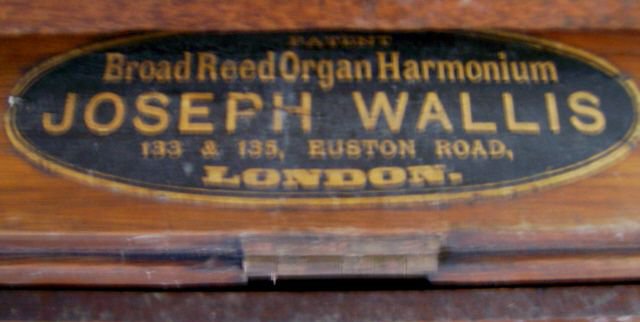 PATENT
Broad Reed Organ Harmonium
JOSEPH WALLIS
133 & 135, EUSTON ROAD,
LONDON.